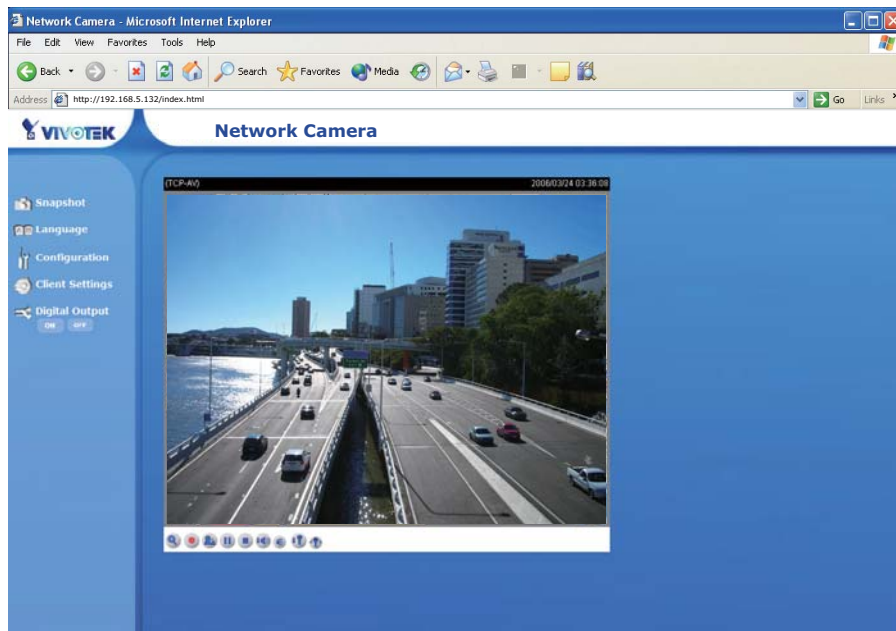 Network Camera - Microsoft Internet Explorer
File Edit View Favorites Tools Help
Back Search Favorites Media
Address http://192.168.5.132/index.html Go Links
VIVOTEK Network Camera
(TCP-AV) 2006/03/24 03:36:08
Snapshot
Language
Configuration
Client Settings
Digital Output
ON OFF